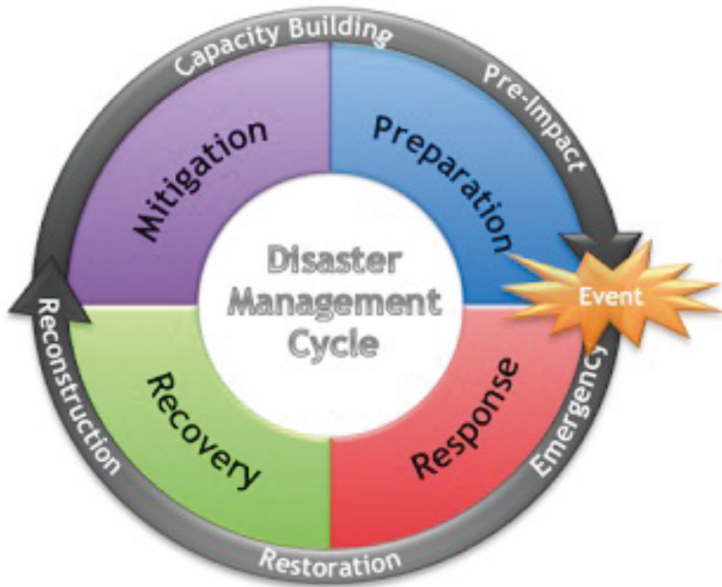 Capacity Building
Pre-Impact
Mitigation
Preparation
Disaster
Management
Cycle
Event
Reconstruction
Recovery
Response
Emergency
Restoration